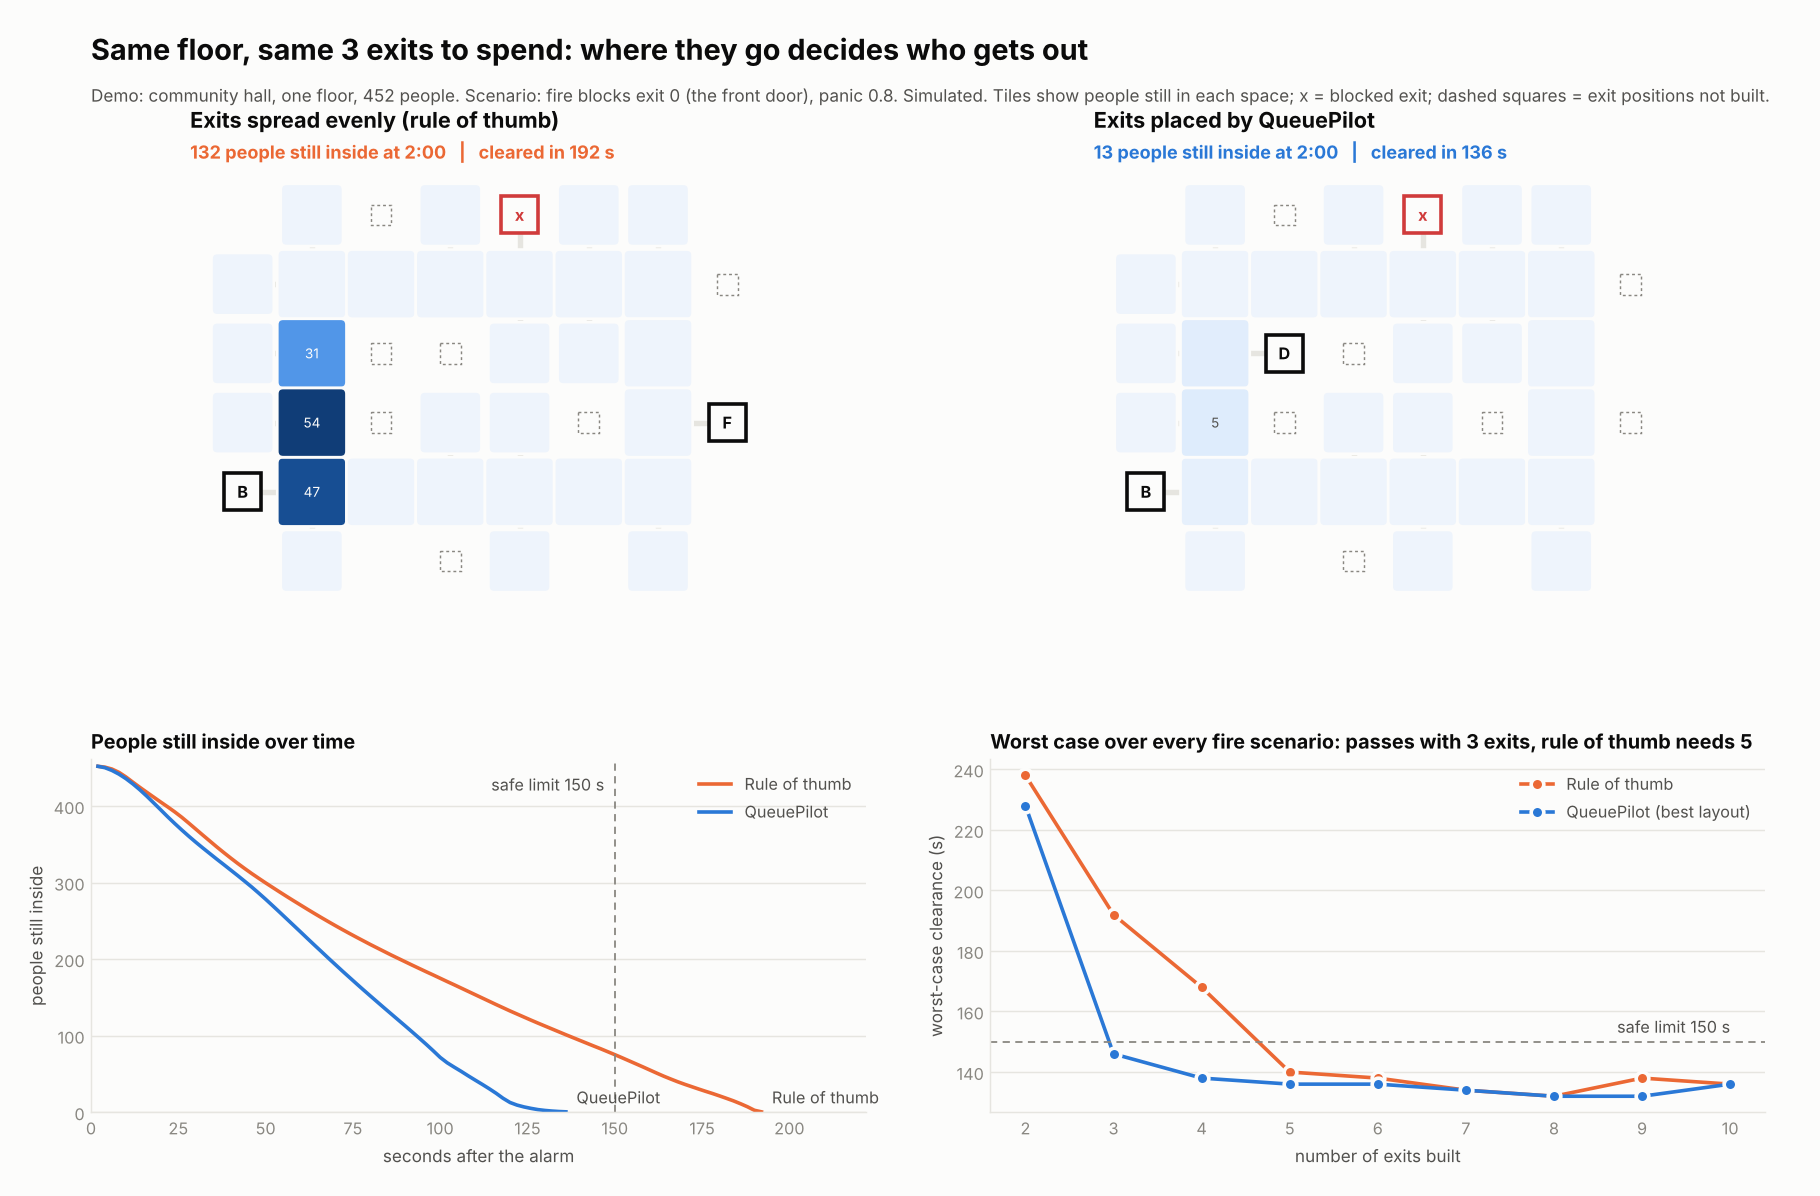 Same floor, same 3 exits to spend: where they go decides who gets out
Demo: community hall, one floor, 452 people. Scenario: fire blocks exit 0 (the front door), panic 0.8. Simulated. Tiles show people still in each space; x = blocked exit; dashed squares = exit positions not built.
Exits spread evenly (rule of thumb)
132 people still inside at 2:00 | cleared in 192 s
x
31
54
F
B
47
Exits placed by QueuePilot
13 people still inside at 2:00 | cleared in 136 s
x
D
5
B
People still inside over time
safe limit 150 s
Rule of thumb
QueuePilot
400
300
200
100
0
people still inside
QueuePilot
Rule of thumb
0 25 50 75 100 125 150 175 200
seconds after the alarm
Worst case over every fire scenario: passes with 3 exits, rule of thumb needs 5
Rule of thumb
QueuePilot (best layout)
240
220
200
180
160
140
worst-case clearance (s)
safe limit 150 s
2 3 4 5 6 7 8 9 10
number of exits built